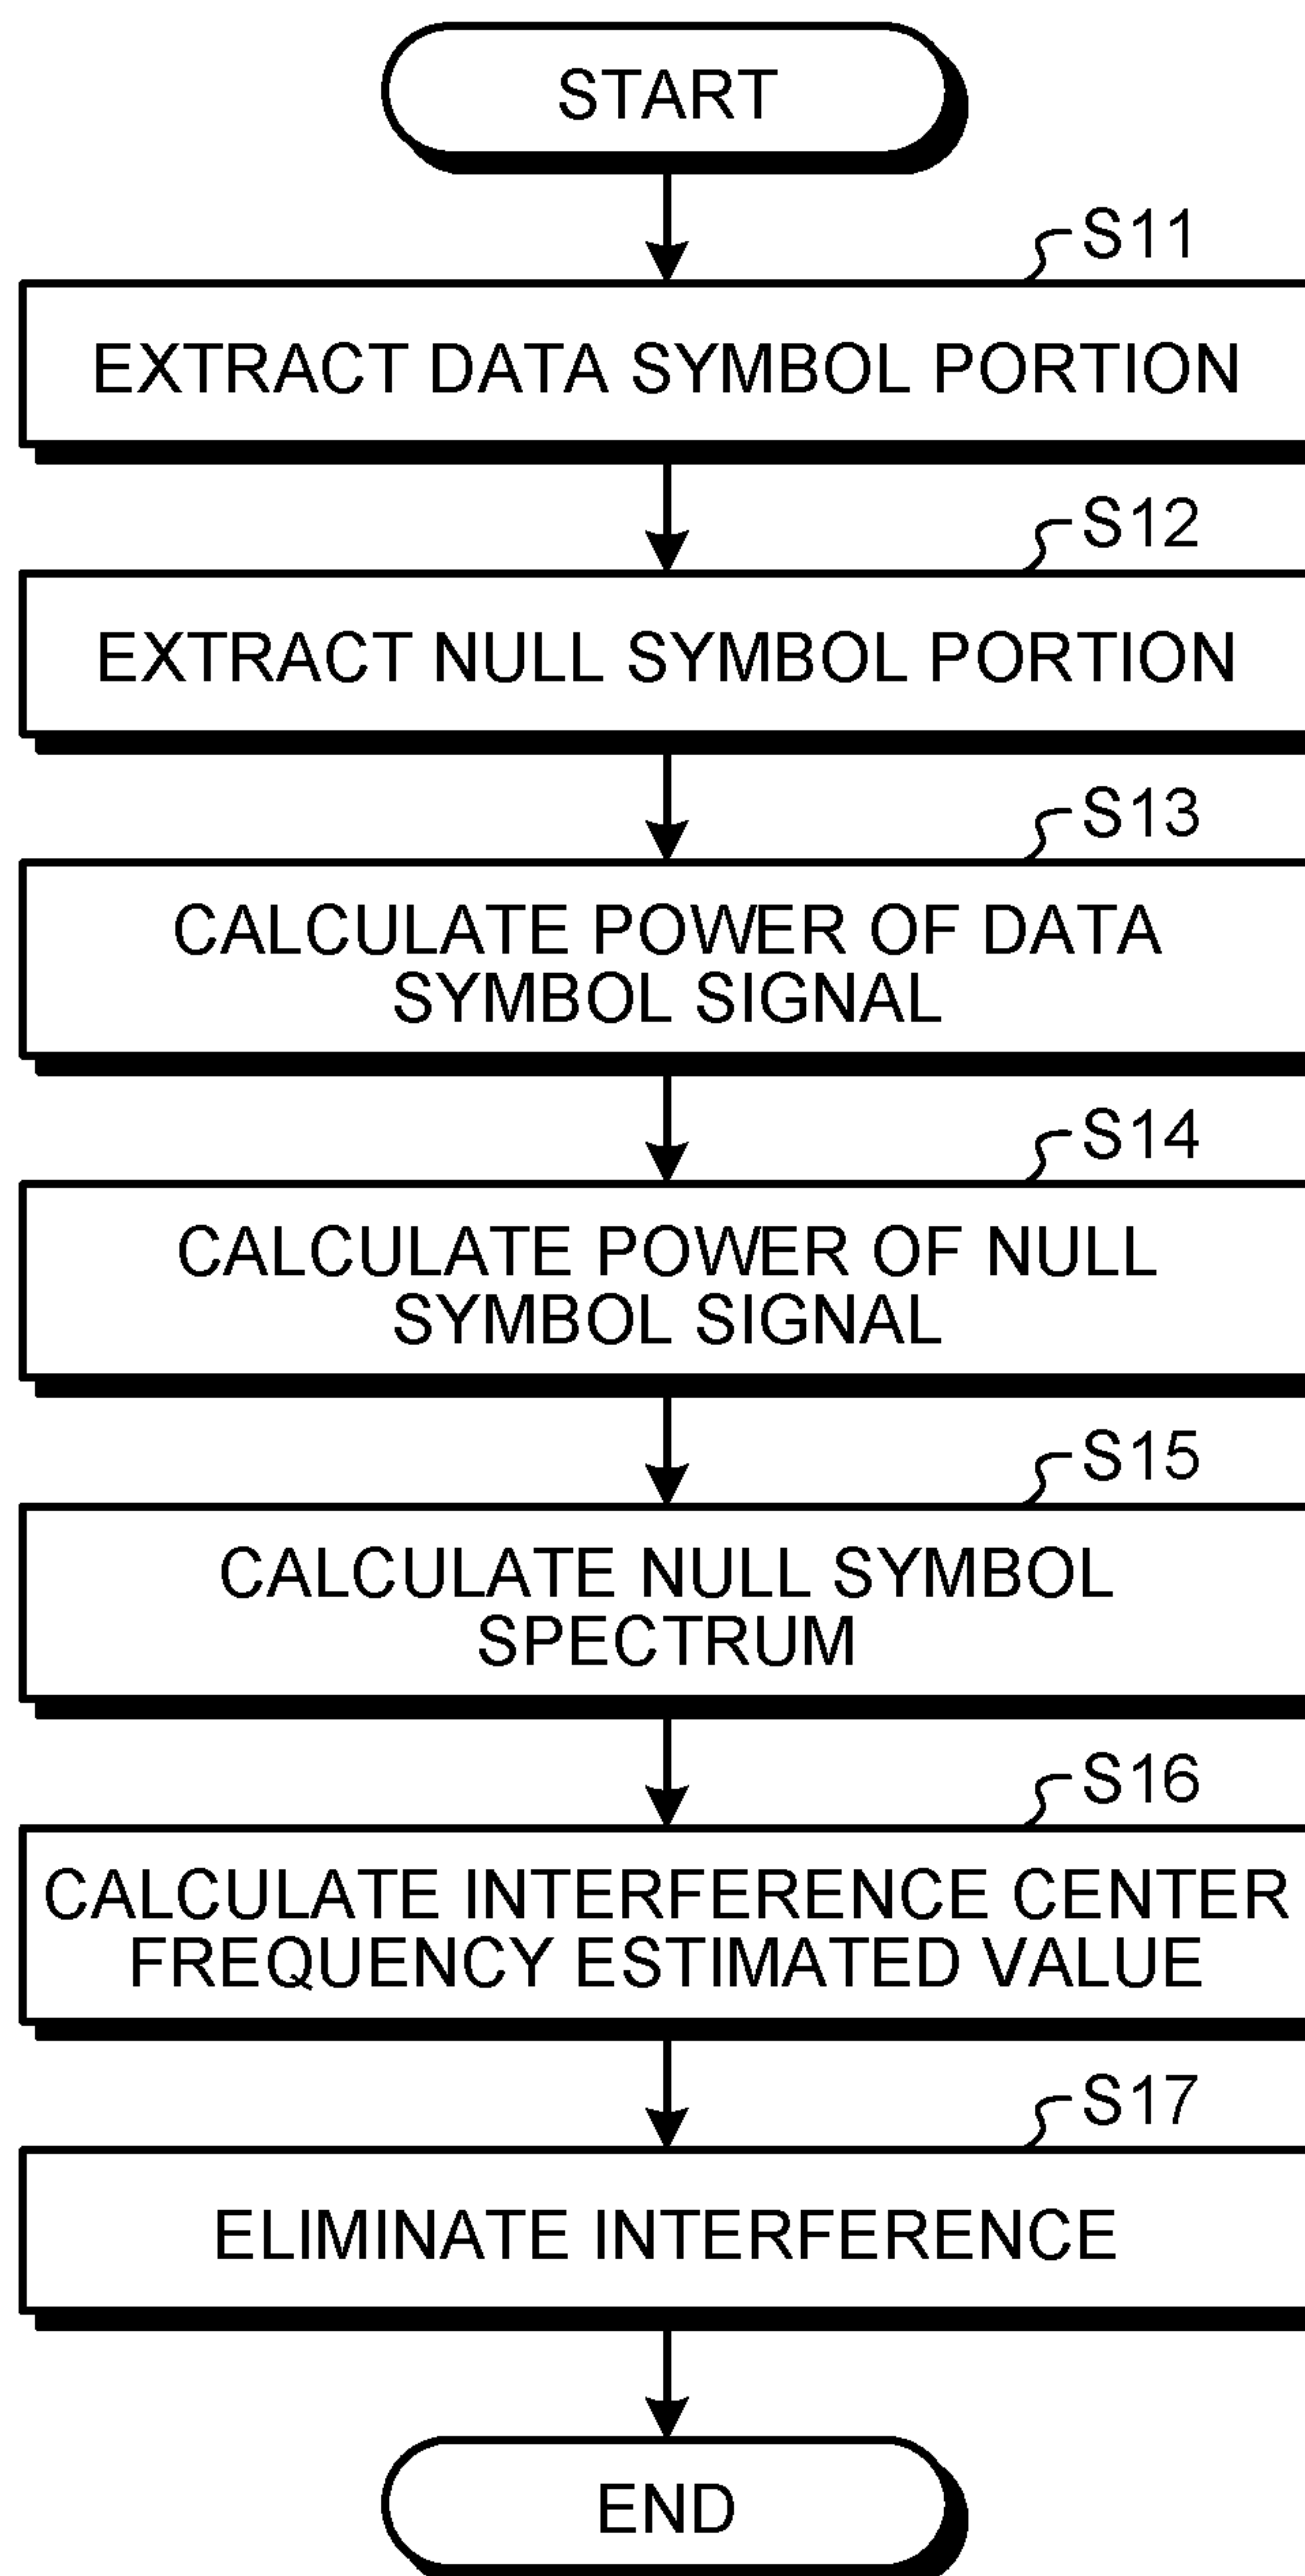 START
S11
EXTRACT DATA SYMBOL PORTION
S12
EXTRACT NULL SYMBOL PORTION
S13
CALCULATE POWER OF DATA
SYMBOL SIGNAL
S14
CALCULATE POWER OF NULL
SYMBOL SIGNAL
S15
CALCULATE NULL SYMBOL
SPECTRUM
S16
CALCULATE INTERFERENCE CENTER
FREQUENCY ESTIMATED VALUE
S17
ELIMINATE INTERFERENCE
END